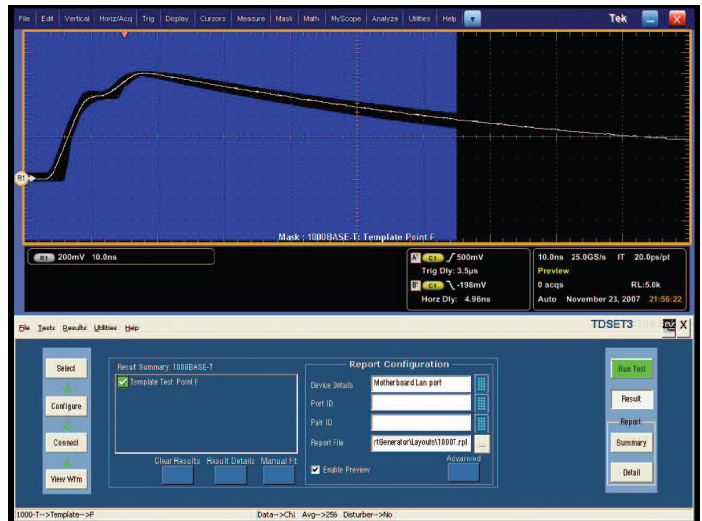 File Edit Vertical Horiz/Acq Trig Display Cursors Measure Mask Math MyScope Analyze Utilities Help Tek X
R1
Mask : 1000BASE-T: Template Point F
R1 200mV 10.0ns
A' C1 500mV
Trig Dly: 3.5µs
B' C1 -198mV
Horz Dly: 4.96ns
10.0ns 25.0GS/s IT 20.0ps/pt
Preview
0 acqs RL:5.0k
Auto November 23, 2007 21:56:22
File Tests Results Utilities Help TDSET3 X
Select
Configure
Connect
View Wfm
Result Summary: 1000BASE-T
Template Test. Point F
Clear Results Result Details Manual Fit
Report Configuration
Device Details Motherboard Lan port
Port ID
Pair ID
Report File rtGenerator\Layouts\1000T.rpt ...
Enable Preview
Advanced
Run Test
Result
Report
Summary
Detail
1000-T-->Template-->F Data-->Ch1 Avg-->256 Disturber-->No